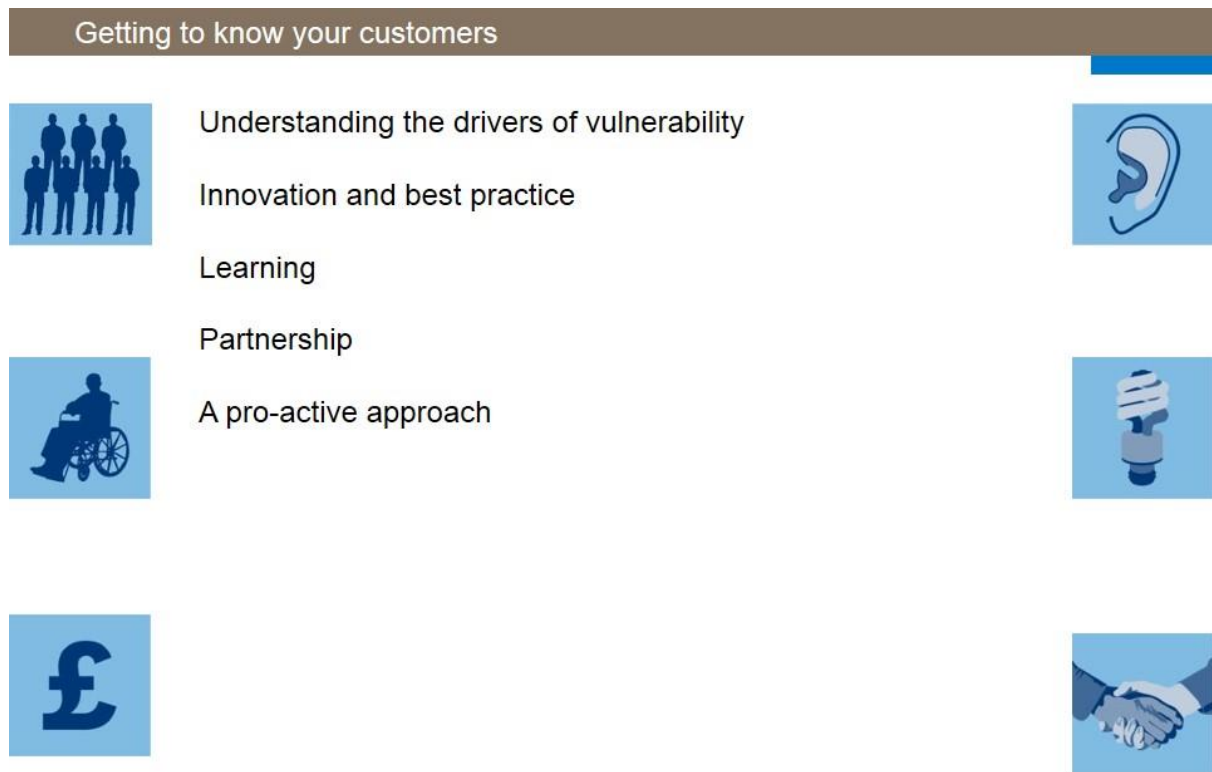 Getting to know your customers
Understanding the drivers of vulnerability
Innovation and best practice
Learning
Partnership
A pro-active approach
£